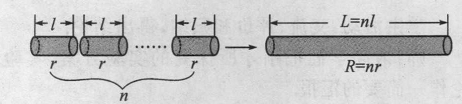 l l l L=nl
r r ...... r R=nr
n